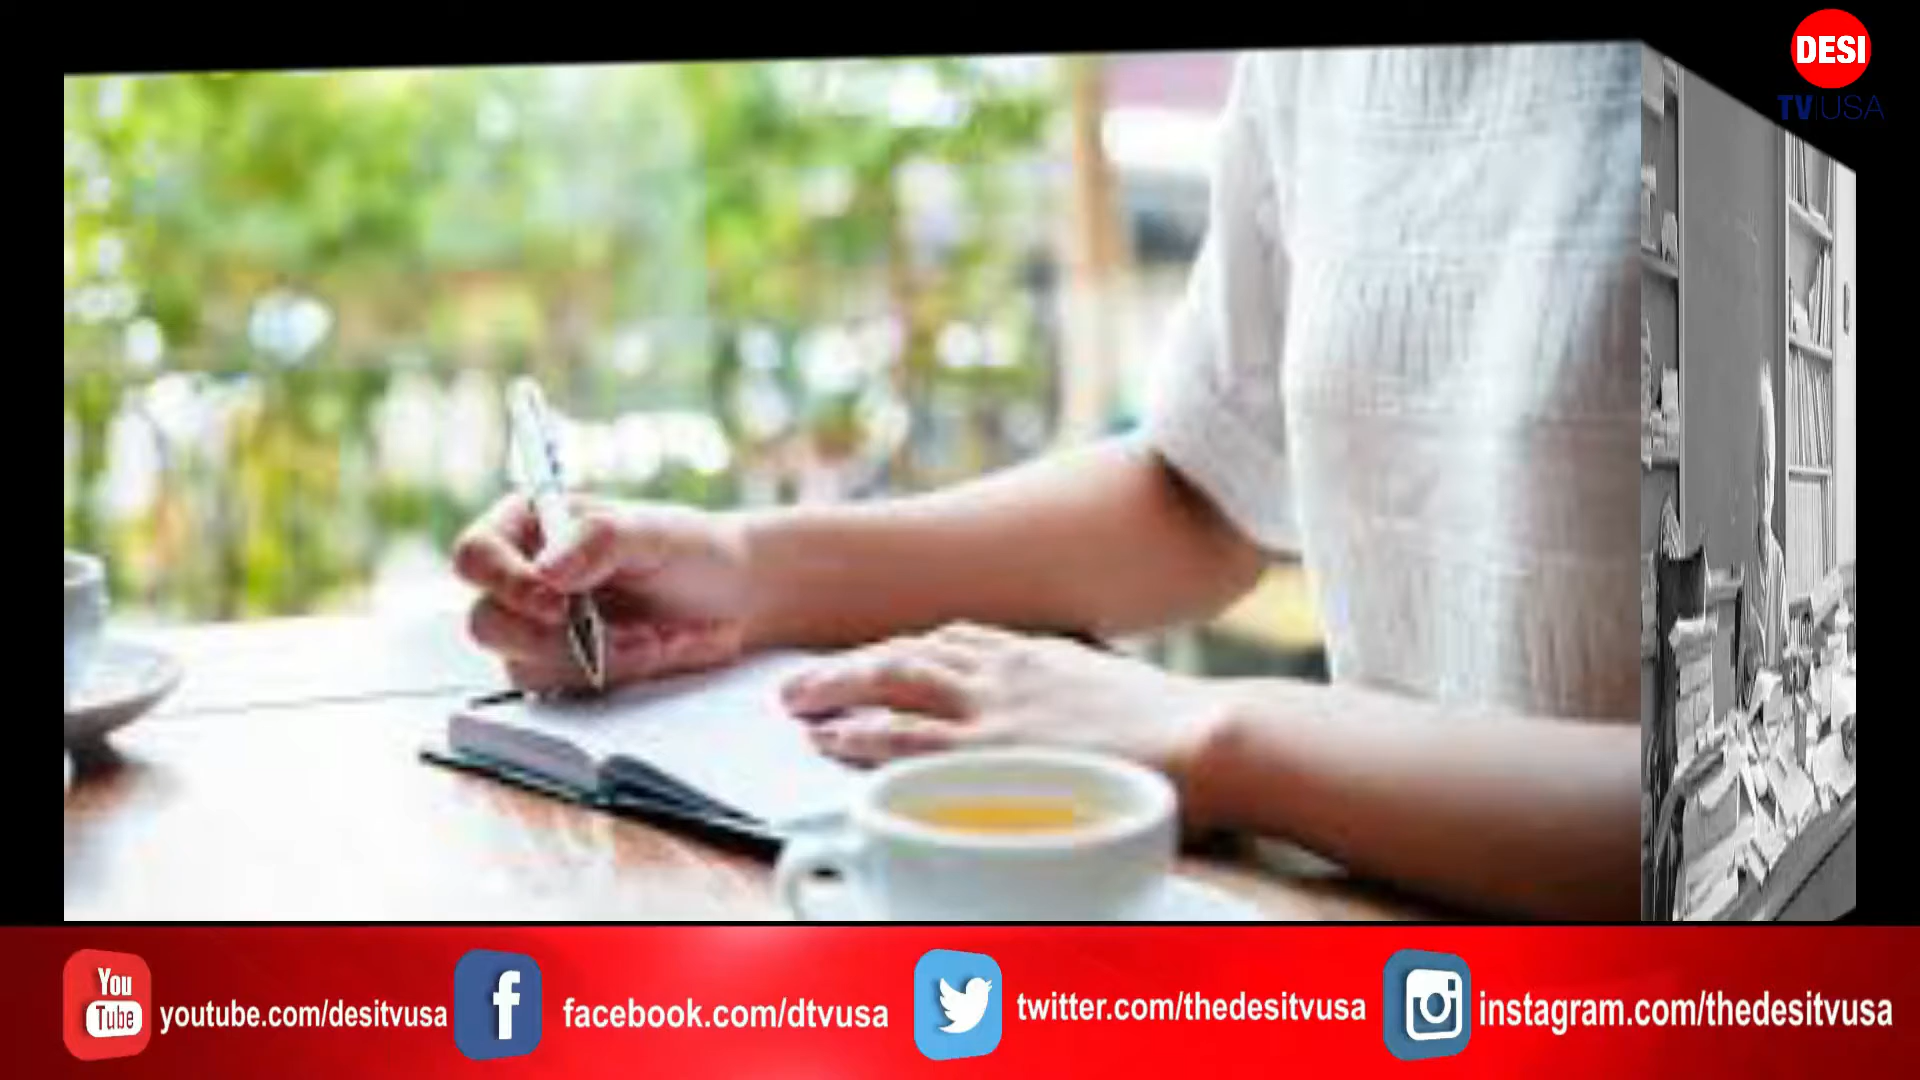 DESI
TV USA
You
Tube
youtube.com/desitvusa
facebook.com/dtvusa
twitter.com/thedesitvusa
instagram.com/thedesitvusa